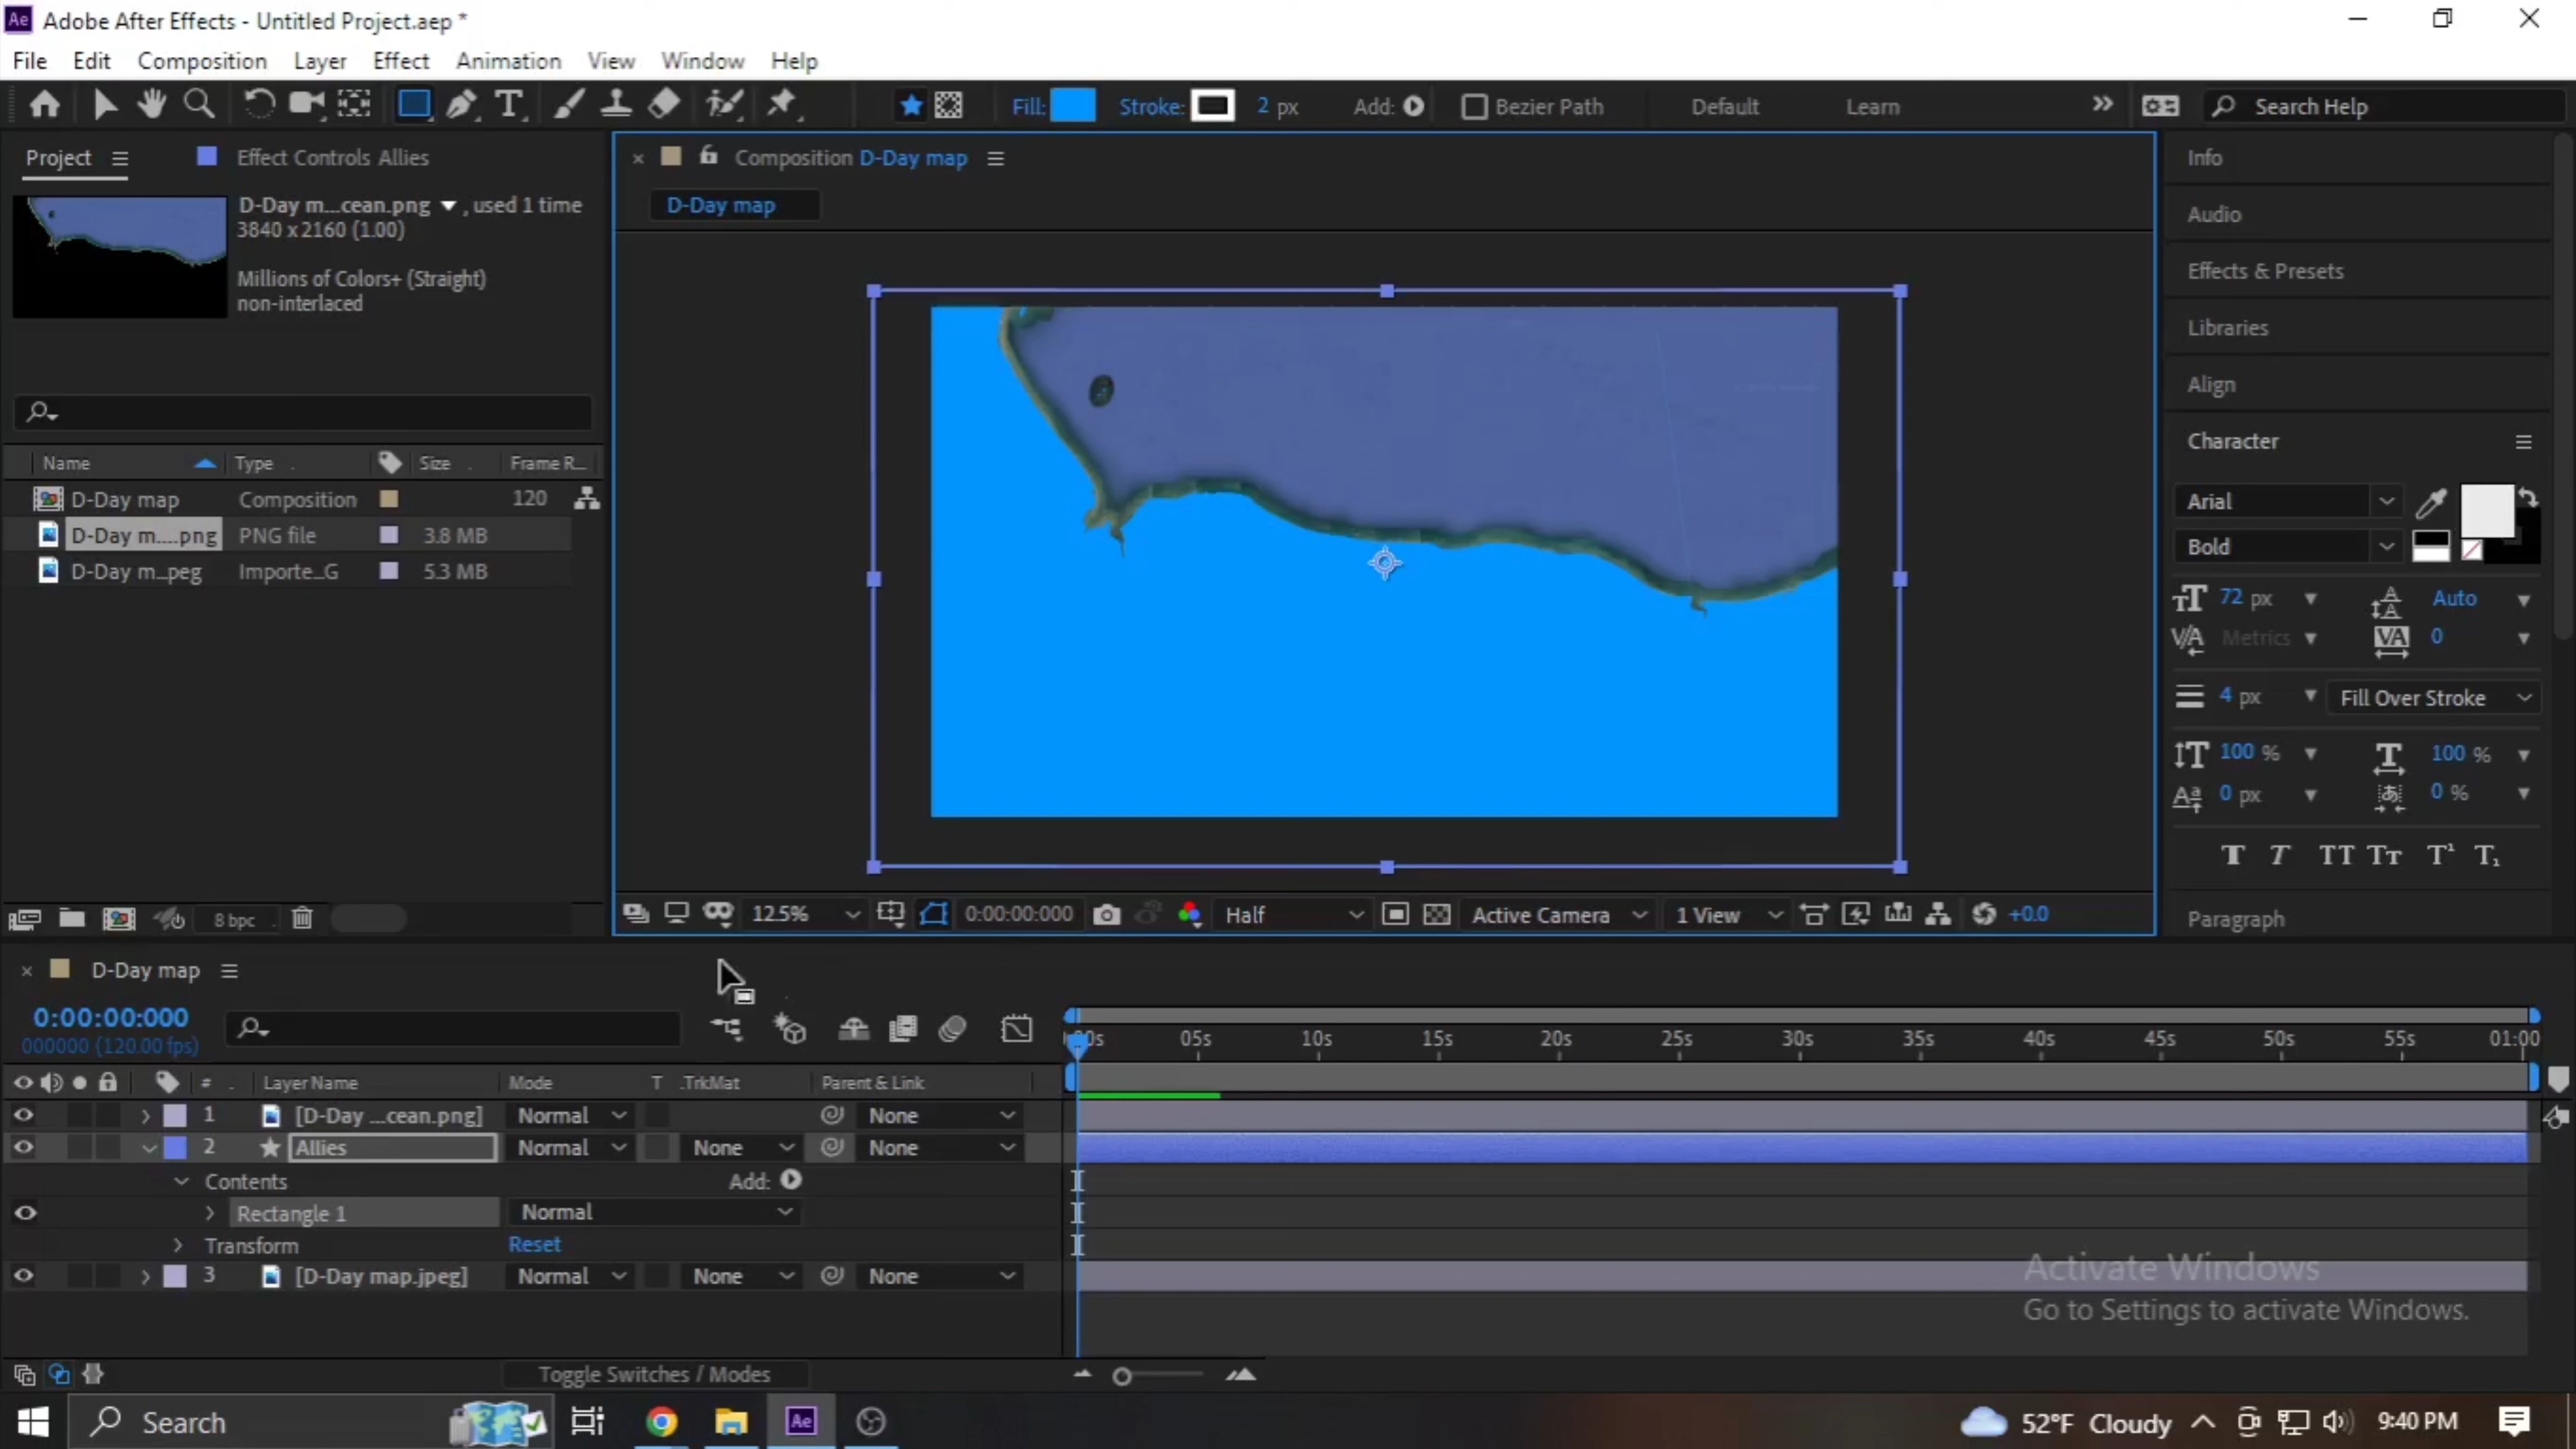 Ae Adobe After Effects - Untitled Project.aep *
File Edit Composition Layer Effect Animation View Window Help
Fill: Stroke: 2 px Add: Bezier Path Default Learn Search Help
Project Effect Controls Allies
Composition D-Day map
D-Day map
D-Day m...cean.png , used 1 time
3840 x 2160 (1.00)
Millions of Colors+ (Straight)
non-interlaced
Name Type Size Frame R...
D-Day map Composition 120
D-Day m....png PNG file 3.8 MB
D-Day m...peg Importe...G 5.3 MB
8 bpc
12.5% 0:00:00:000 Half Active Camera 1 View +0.0
Info
Audio
Effects & Presets
Libraries
Align
Character
Arial
Bold
72 px Auto
Metrics 0
4 px Fill Over Stroke
100 % 100 %
0 px 0 %
T T TT Tт T¹ T₁
Paragraph
D-Day map
0:00:00:000
000000 (120.00 fps)
05s 10s 15s 20s 25s 30s 35s 40s 45s 50s 55s 01:00
# Layer Name Mode T .TrkMat Parent & Link
1 [D-Day ...cean.png] Normal None
2 Allies Normal None None
Contents Add:
Rectangle 1 Normal
Transform Reset
3 [D-Day map.jpeg] Normal None None
Activate Windows
Go to Settings to activate Windows.
Toggle Switches / Modes
Search Ae 52°F Cloudy 9:40 PM